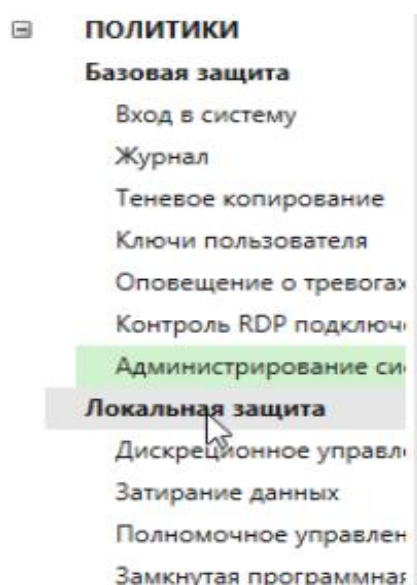 ПОЛИТИКИ
Базовая защита
Вход в систему
Журнал
Теневое копирование
Ключи пользователя
Оповещение о тревогах
Контроль RDP подключ
Администрирование си
Локальная защита
Дискреционное управл
Затирание данных
Полномочное управлен
Замкнутая программная